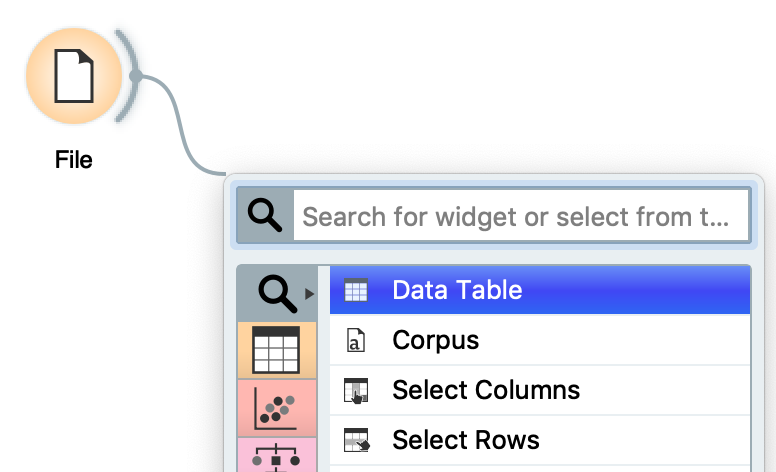 File
Search for widget or select from t...
Data Table
Corpus
Select Columns
Select Rows